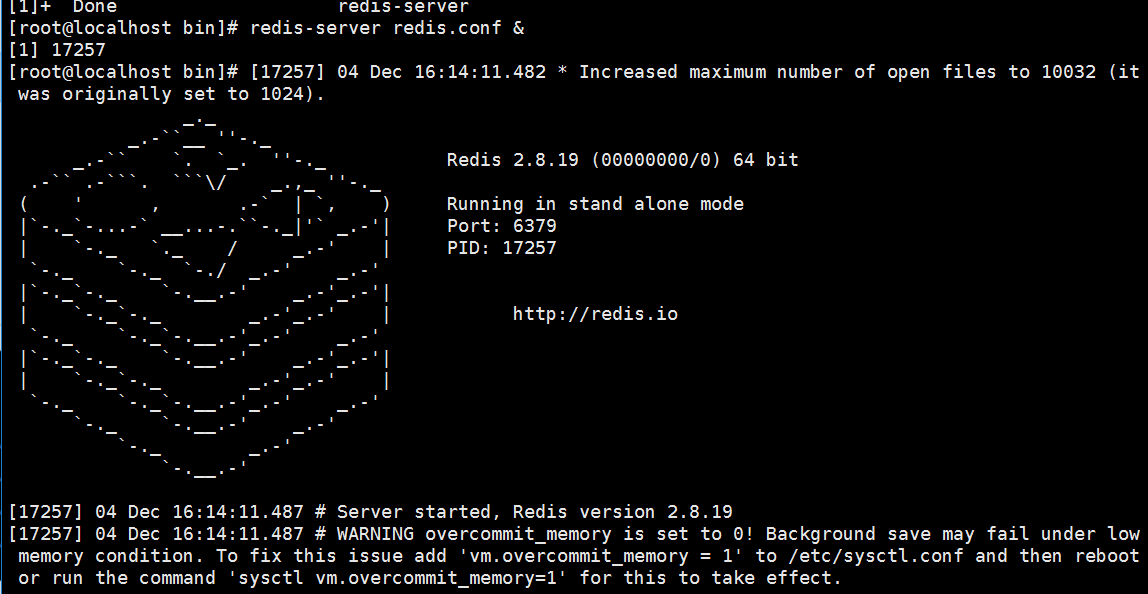 [1]+  Done                    redis-server
[root@localhost bin]# redis-server redis.conf &
[1] 17257
[root@localhost bin]# [17257] 04 Dec 16:14:11.482 * Increased maximum number of open files to 10032 (it
 was originally set to 1024).
Redis 2.8.19 (00000000/0) 64 bit
Running in stand alone mode
Port: 6379
PID: 17257
http://redis.io
[17257] 04 Dec 16:14:11.487 # Server started, Redis version 2.8.19
[17257] 04 Dec 16:14:11.487 # WARNING overcommit_memory is set to 0! Background save may fail under low
 memory condition. To fix this issue add 'vm.overcommit_memory = 1' to /etc/sysctl.conf and then reboot
 or run the command 'sysctl vm.overcommit_memory=1' for this to take effect.